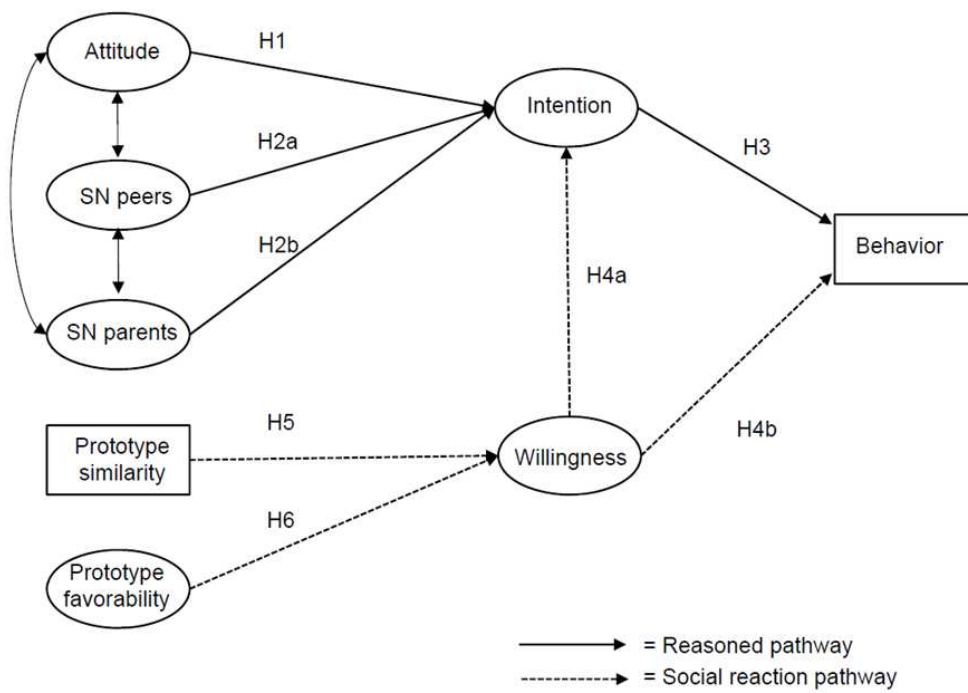 Attitude
H1
Intention
H2a
H3
SN peers
Behavior
H2b
H4a
SN parents
H5
H4b
Prototype
similarity
Willingness
H6
Prototype
favorability
= Reasoned pathway
= Social reaction pathway